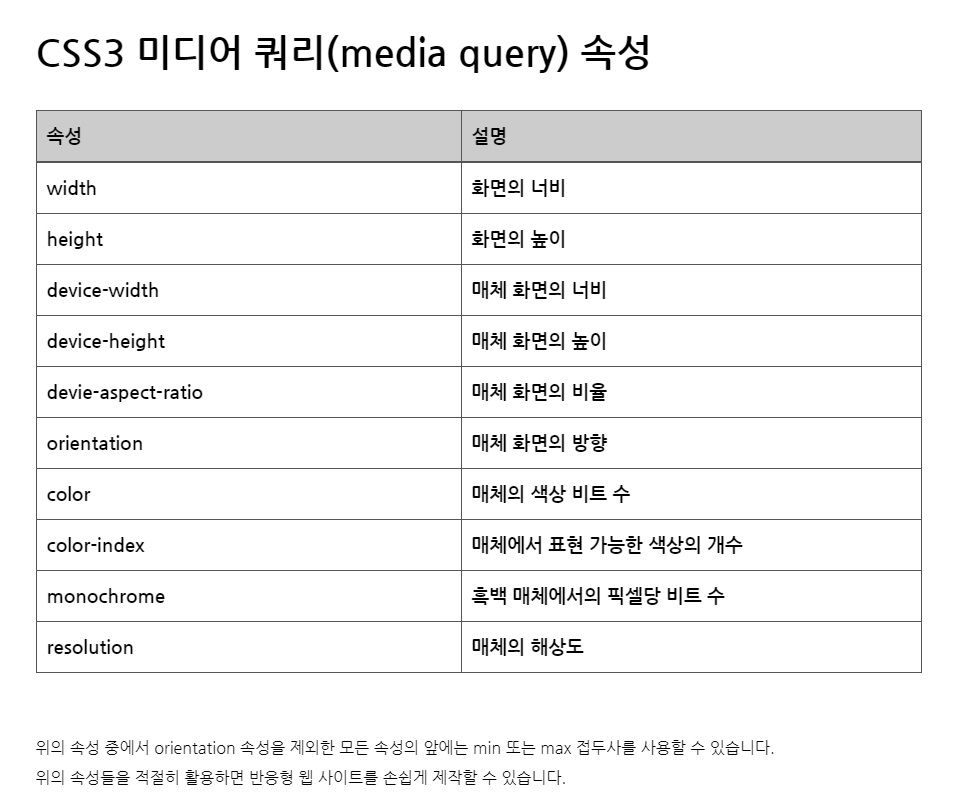 CSS3 미디어 쿼리(media query) 속성
속성 설명
width 화면의 너비
height 화면의 높이
device-width 매체 화면의 너비
device-height 매체 화면의 높이
devie-aspect-ratio 매체 화면의 비율
orientation 매체 화면의 방향
color 매체의 색상 비트 수
color-index 매체에서 표현 가능한 색상의 개수
monochrome 흑백 매체에서의 픽셀당 비트 수
resolution 매체의 해상도
위의 속성 중에서 orientation 속성을 제외한 모든 속성의 앞에는 min 또는 max 접두사를 사용할 수 있습니다.
위의 속성들을 적절히 활용하면 반응형 웹 사이트를 손쉽게 제작할 수 있습니다.